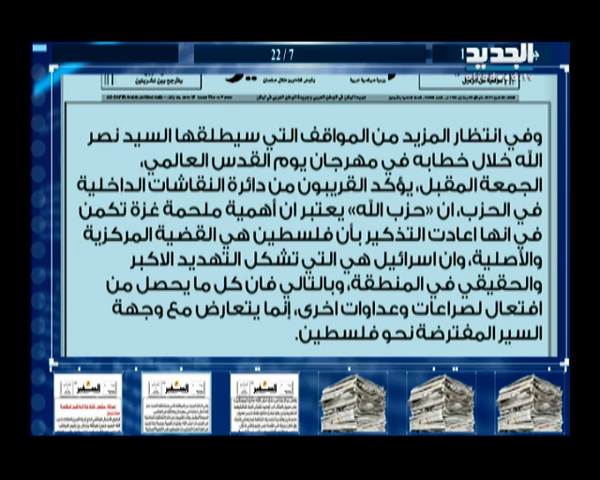 22/7
الجديد
وفي انتظار المزيد من المواقف التي سيطلقها السيد نصر
الله خلال خطابه في مهرجان يوم القدس العالمي،
الجمعة المقبل، يؤكد القريبون من دائرة النقاشات الداخلية
في الحزب، ان «حزب الله» يعتبر ان أهمية ملحمة غزة تكمن
في انها اعادت التذكير بأن فلسطين هي القضية المركزية
والأصلية، وان اسرائيل هي التي تشكل التهديد الاكبر
والحقيقي في المنطقة، وبالتالي فان كل ما يحصل من
افتعال لصراعات وعداوات اخرى، إنما يتعارض مع وجهة
السير المفترضة نحو فلسطين.
السفير
السفير
السفير